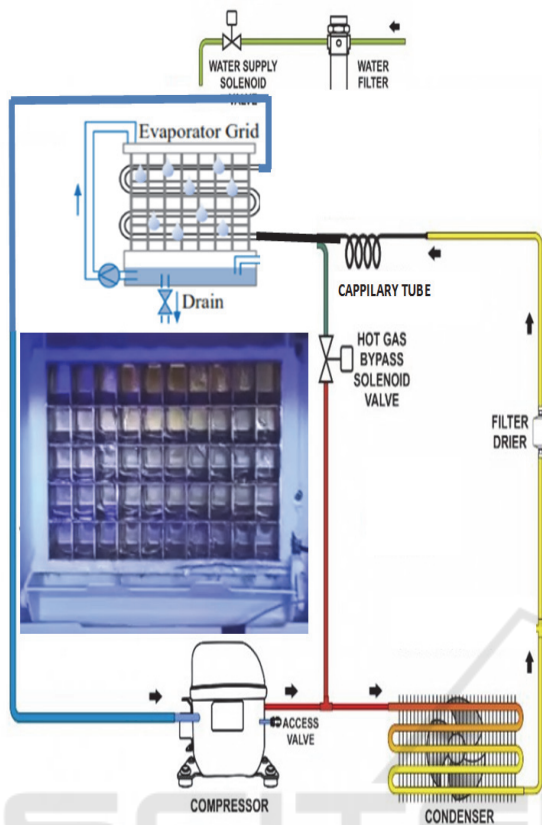 WATER SUPPLY
SOLENOID
VALVE
WATER
FILTER
Evaporator Grid
CAPPILARY TUBE
Drain
HOT GAS
BYPASS
SOLENOID
VALVE
FILTER
DRIER
ACCESS
VALVE
COMPRESSOR
CONDENSER